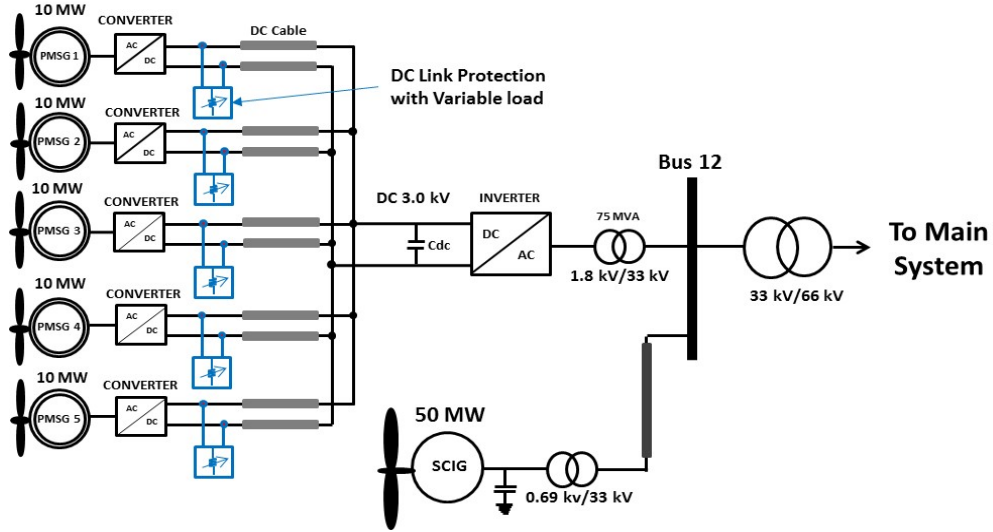 10 MW
CONVERTER
PMSG 1
AC
DC
DC Cable
DC Link Protection
with Variable load
10 MW
CONVERTER
PMSG 2
AC
DC
10 MW
CONVERTER
PMSG 3
AC
DC
10 MW
CONVERTER
PMSG 4
AC
DC
10 MW
CONVERTER
PMSG 5
AC
DC
DC 3.0 kV
Cdc
INVERTER
DC
AC
75 MVA
1.8 kV/33 kV
Bus 12
33 kV/66 kV
To Main
System
50 MW
SCIG
0.69 kv/33 kV